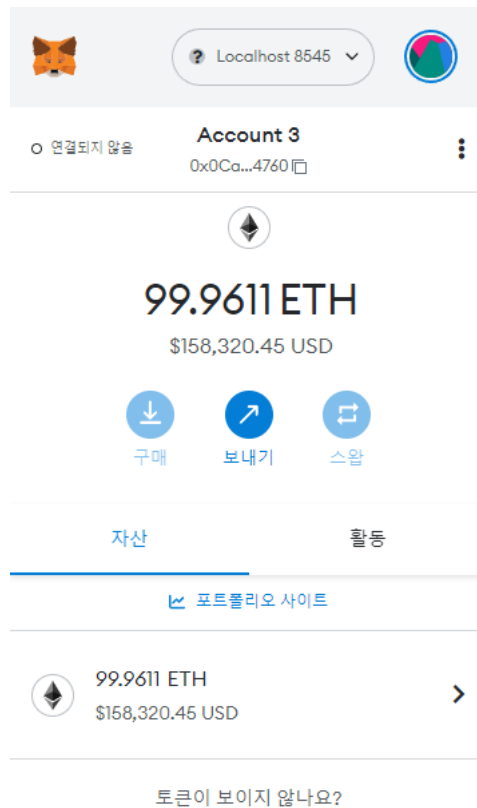 Localhost 8545
연결되지 않음
Account 3
0x0Ca...4760
99.9611 ETH
$158,320.45 USD
구매
보내기
스왑
자산
활동
포트폴리오 사이트
99.9611 ETH
$158,320.45 USD
토큰이 보이지 않나요?